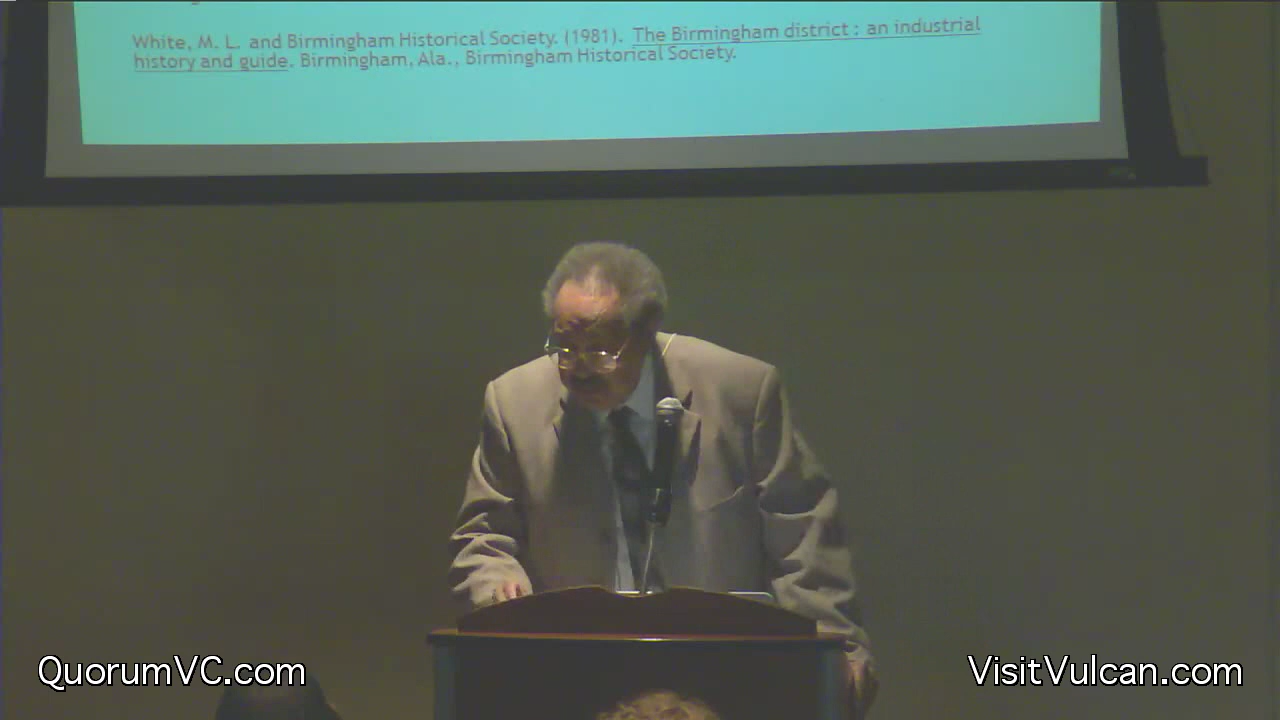 White, M. L. and Birmingham Historical Society. (1981). The Birmingham district : an industrial
history and guide. Birmingham, Ala., Birmingham Historical Society.
QuorumVC.com
VisitVulcan.com